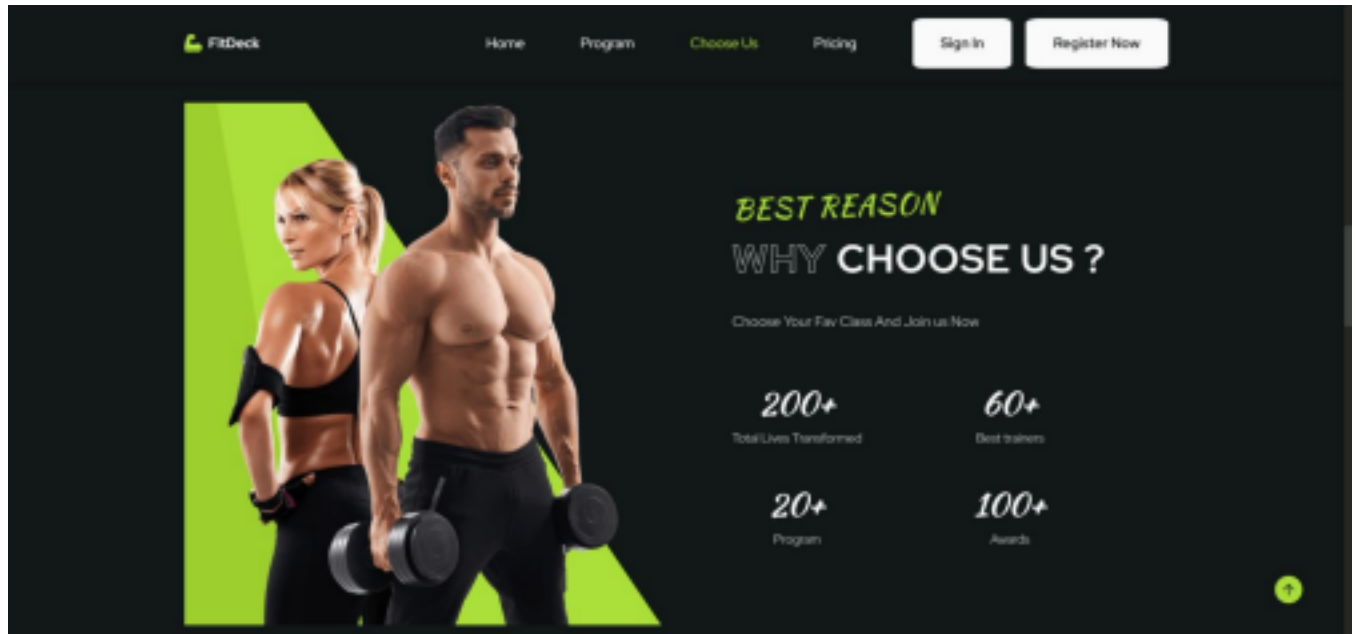 FitDeck
Home Program Choose Us Pricing Sign In Register Now
BEST REASON
WHY CHOOSE US ?
Choose Your Fav Class And Join us Now
200+ 60+
Total Lives Transformed Best trainers
20+ 100+
Program Awards